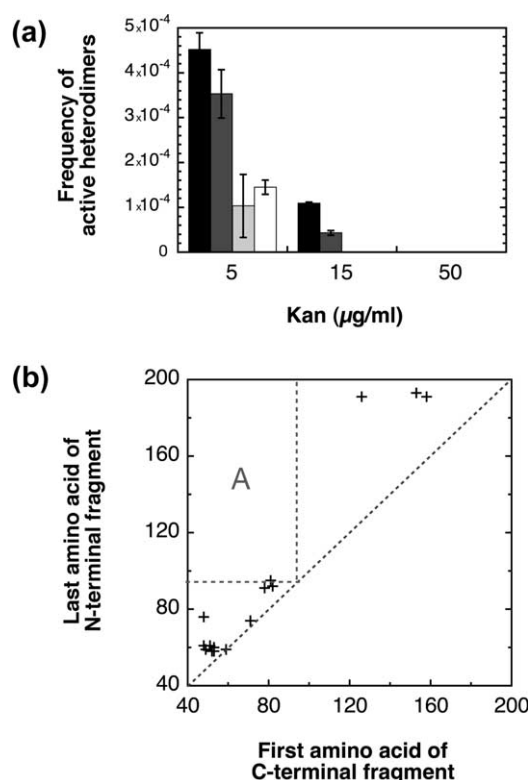 (a)
Frequency of
active heterodimers
5x10-4
4x10-4
3x10-4
2x10-4
1x10-4
0
5 15 50
Kan (µg/ml)
(b)
Last amino acid of
N-terminal fragment
200
160
120
80
40
A
40 80 120 160 200
First amino acid of
C-terminal fragment